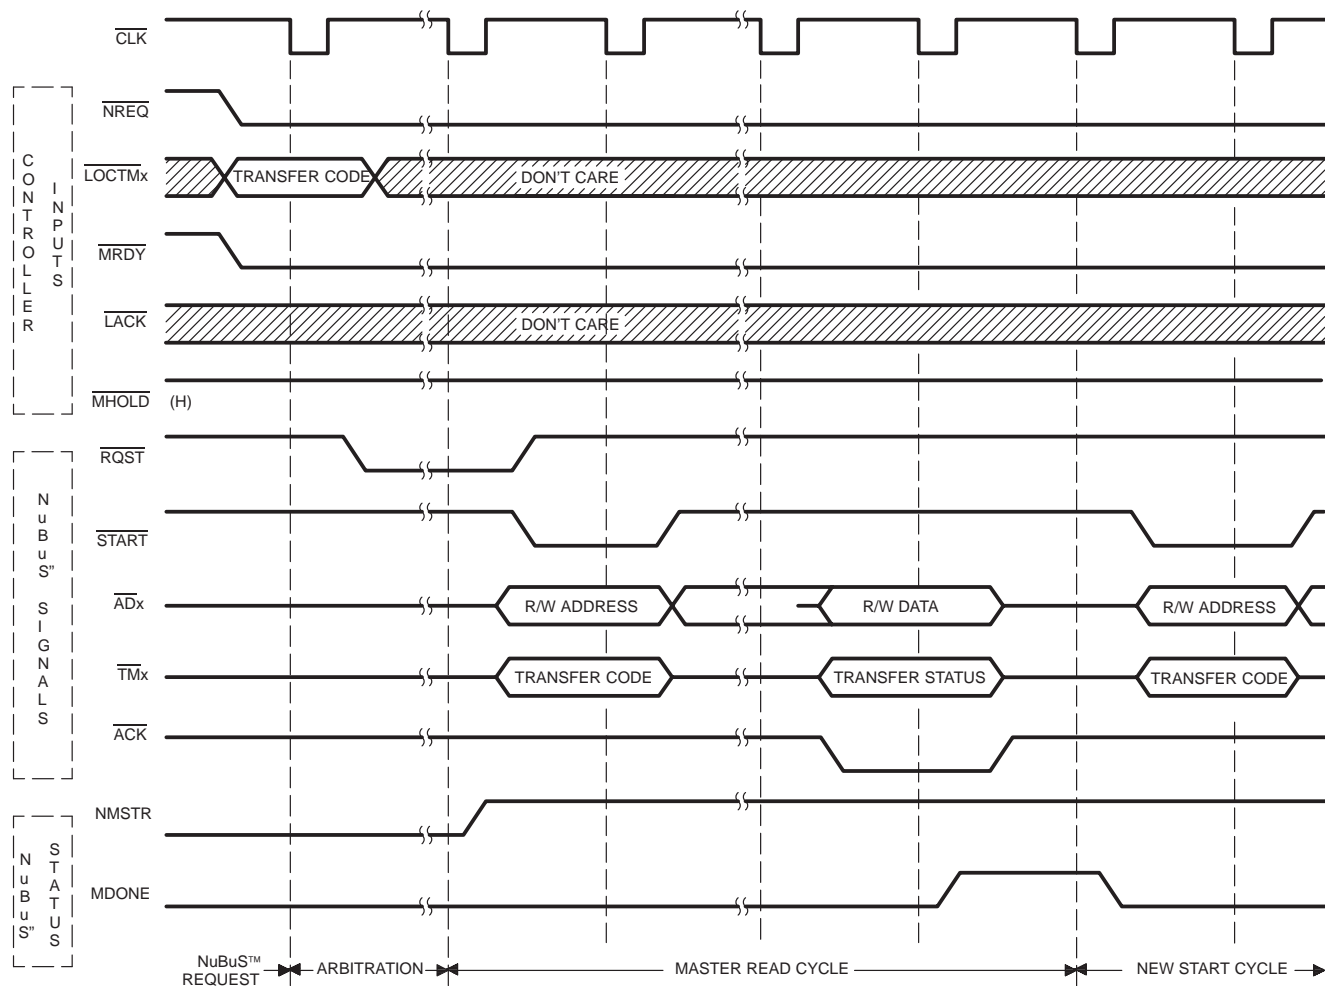 CLK
CONTROLLER
INPUTS
NREQ
LOCTMx
TRANSFER CODE
DON'T CARE
MRDY
LACK
DON'T CARE
MHOLD (H)
NuBuS" SIGNALS
RQST
START
ADx
R/W ADDRESS
R/W DATA
R/W ADDRESS
TMx
TRANSFER CODE
TRANSFER STATUS
TRANSFER CODE
ACK
NuBuS"
STATUS
NMSTR
MDONE
NuBuS™
REQUEST
ARBITRATION
MASTER READ CYCLE
NEW START CYCLE